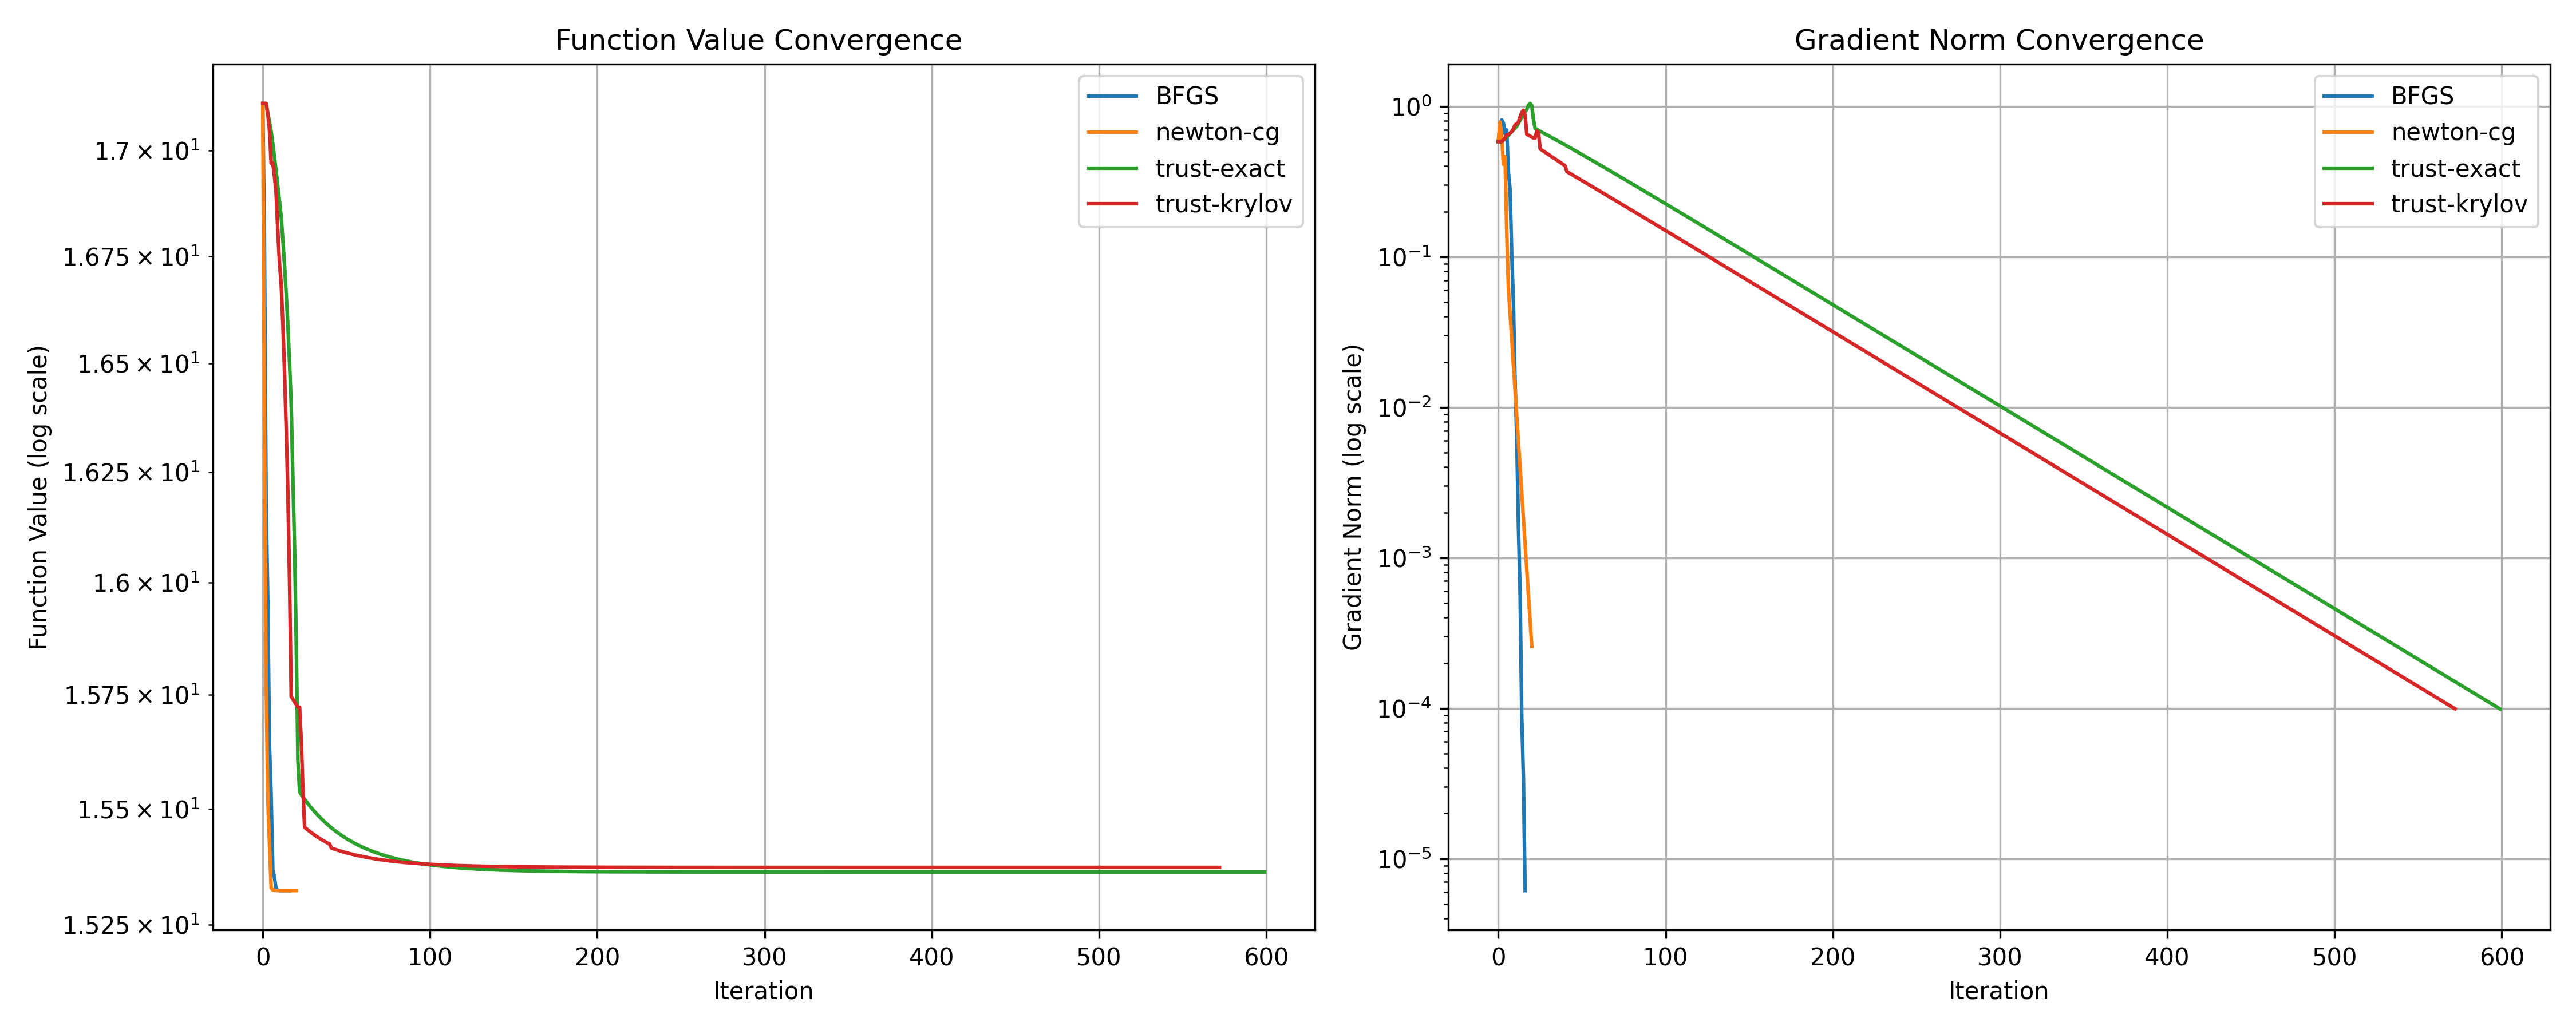 Function Value Convergence
Function Value (log scale)
1.7 × 10¹
1.675 × 10¹
1.65 × 10¹
1.625 × 10¹
1.6 × 10¹
1.575 × 10¹
1.55 × 10¹
1.525 × 10¹
BFGS
newton-cg
trust-exact
trust-krylov
0 100 200 300 400 500 600
Iteration
Gradient Norm Convergence
Gradient Norm (log scale)
10⁰
10⁻¹
10⁻²
10⁻³
10⁻⁴
10⁻⁵
BFGS
newton-cg
trust-exact
trust-krylov
0 100 200 300 400 500 600
Iteration